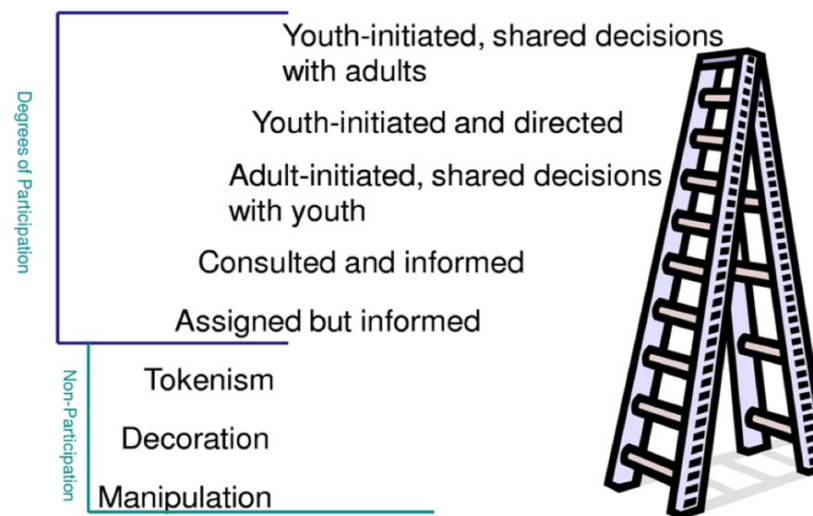 Youth-initiated, shared decisions
with adults
Youth-initiated and directed
Adult-initiated, shared decisions
with youth
Consulted and informed
Assigned but informed
Tokenism
Decoration
Manipulation
Degrees of Participation
Non-Participation